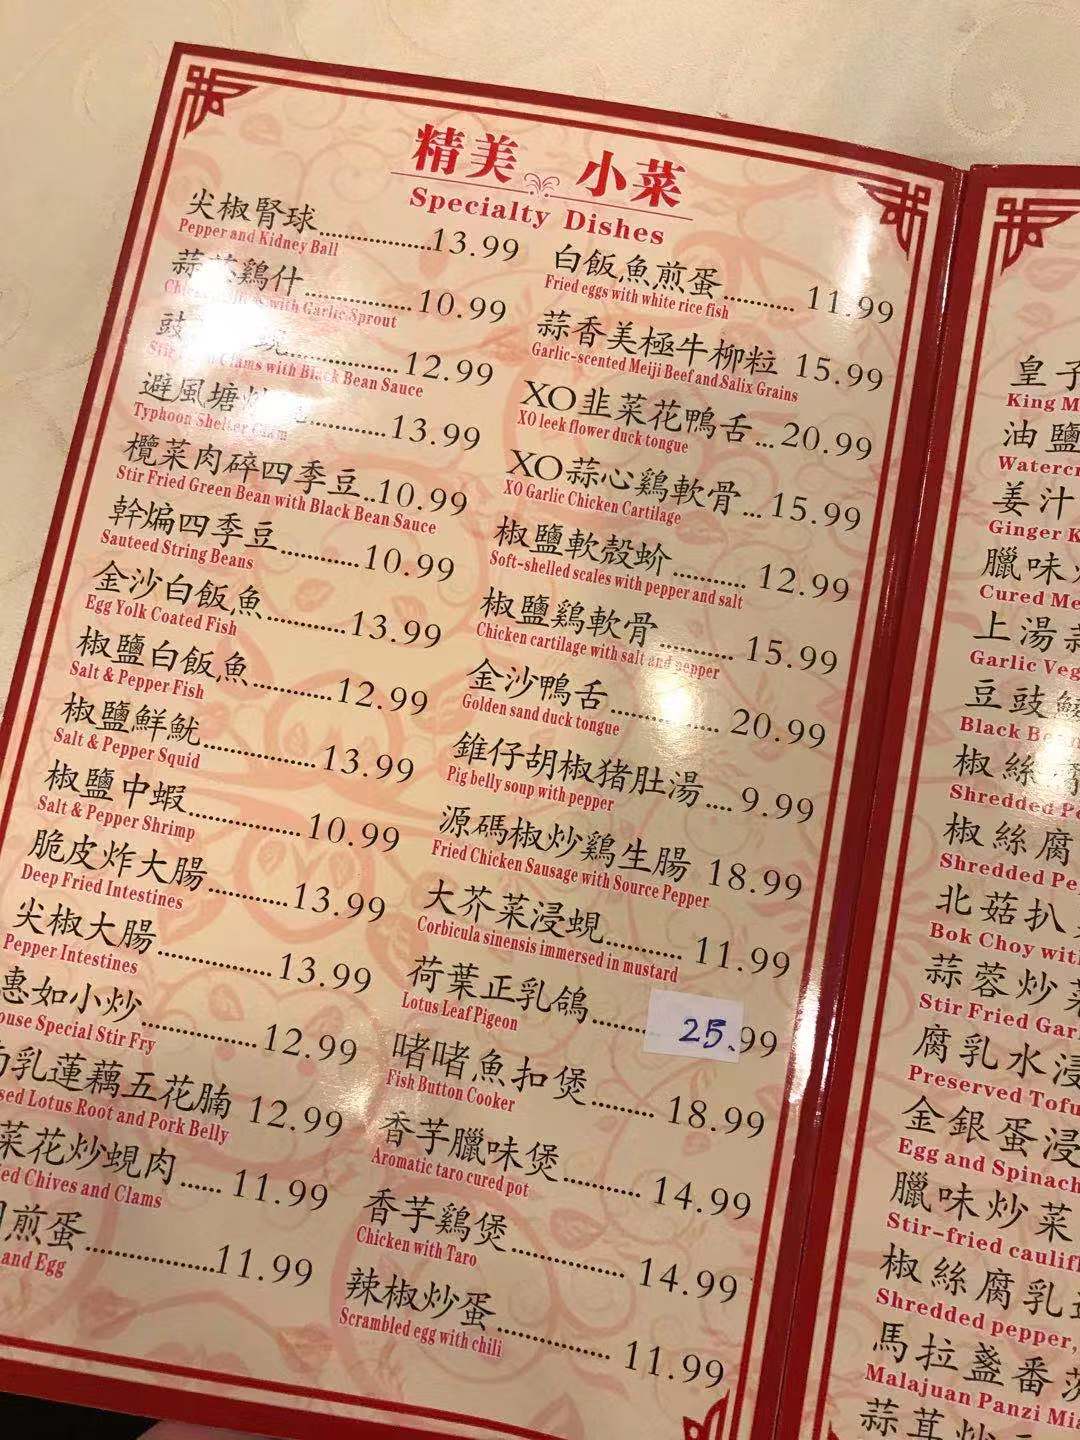 精美 小菜
Specialty Dishes
尖椒腎球..................13.99
Pepper and Kidney Ball
鷄什..................10.99
with Garlic Sprout
..................12.99
Clams with Black Bean Sauce
避風塘..................13.99
Typhoon Shelter
欖菜肉碎四季豆..10.99
Stir Fried Green Bean with Black Bean Sauce
幹煸四季豆..........10.99
Sauteed String Beans
金沙白飯魚............13.99
Egg Yolk Coated Fish
椒鹽白飯魚............12.99
Salt & Pepper Fish
椒鹽鮮魷..................13.99
Salt & Pepper Squid
椒鹽中蝦..................10.99
Salt & Pepper Shrimp
脆皮炸大腸............13.99
Deep Fried Intestines
尖椒大腸..................13.99
Pepper Intestines
惠如小炒..................12.99
ouse Special Stir Fry
乳蓮藕五花腩 12.99
sed Lotus Root and Pork Belly
菜花炒蜆肉...... 11.99
ied Chives and Clams
煎蛋....................11.99
and Egg
白飯魚煎蛋.......... 11.99
Fried eggs with white rice fish
蒜香美極牛柳粒 15.99
Garlic-scented Meiji Beef and Salix Grains
XO韭菜花鴨舌...20.99
XO leek flower duck tongue
XO蒜心鷄軟骨...15.99
XO Garlic Chicken Cartilage
椒鹽軟殼蚧........... 12.99
Soft-shelled scales with pepper and salt
椒鹽鷄軟骨........... 15.99
Chicken cartilage with salt and pepper
金沙鴨舌................ 20.99
Golden sand duck tongue
錐仔胡椒猪肚湯.... 9.99
Pig belly soup with pepper
源碼椒炒鷄生腸 18.99
Fried Chicken Sausage with Source Pepper
大芥菜浸蜆........... 11.99
Corbicula sinensis immersed in mustard
荷葉正乳鴿........ 25.99
Lotus Leaf Pigeon
啫啫魚扣煲.......... 18.99
Fish Button Cooker
香芋臘味煲............ 14.99
Aromatic taro cured pot
香芋鷄煲................ 14.99
Chicken with Taro
辣椒炒蛋................ 11.99
Scrambled egg with chili
皇子
King M
油鹽
Watercr
姜汁
Ginger K
臘味
Cured Me
上湯
Garlic Veg
豆豉
Black Bean
椒絲腐
Shredded Pe
椒絲腐
Shredded Pe
北菇扒
Bok Choy with
蒜蓉炒
Stir Fried Gar
腐乳水浸
Preserved Tofu
金銀蛋浸
Egg and Spinach
臘味炒菜
Stir-fried caulifl
椒絲腐乳
Shredded pepper,
馬拉盞番
Malajuan Panzi Mia
蒜茸炒